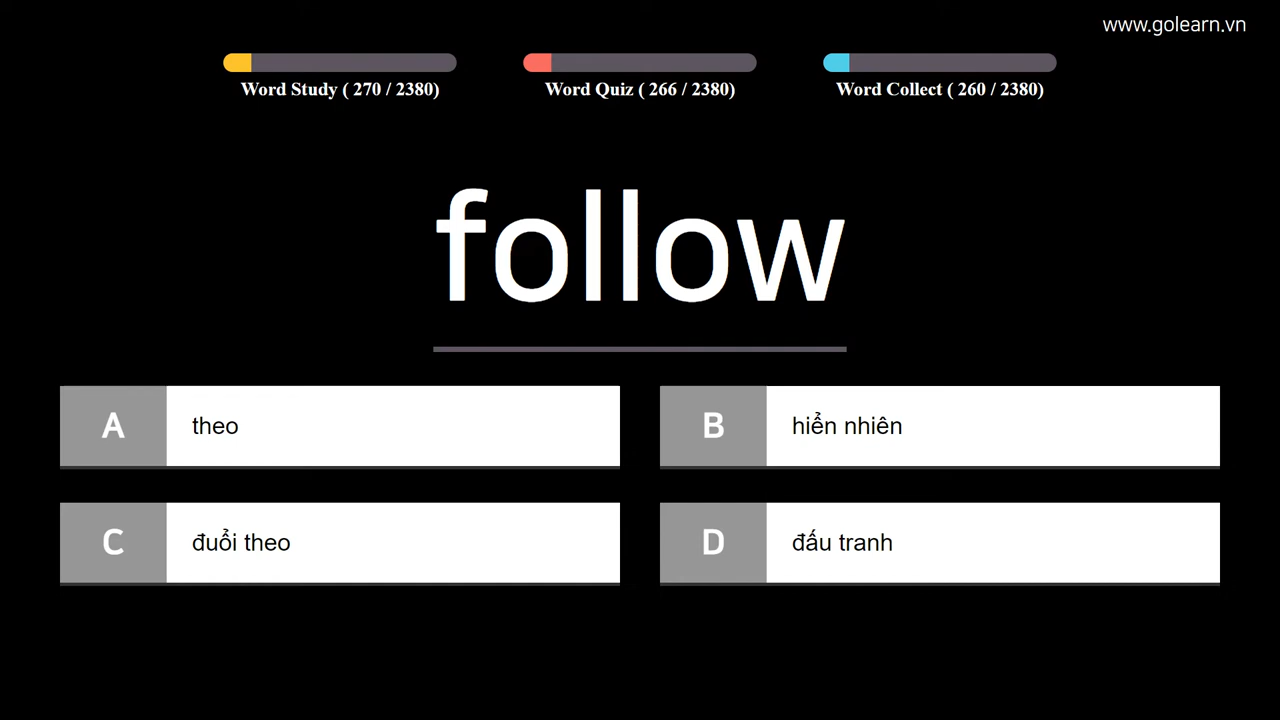 www.golearn.vn
Word Study ( 270 / 2380)
Word Quiz ( 266 / 2380)
Word Collect ( 260 / 2380)
follow
A theo
B hiển nhiên
C đuổi theo
D đấu tranh